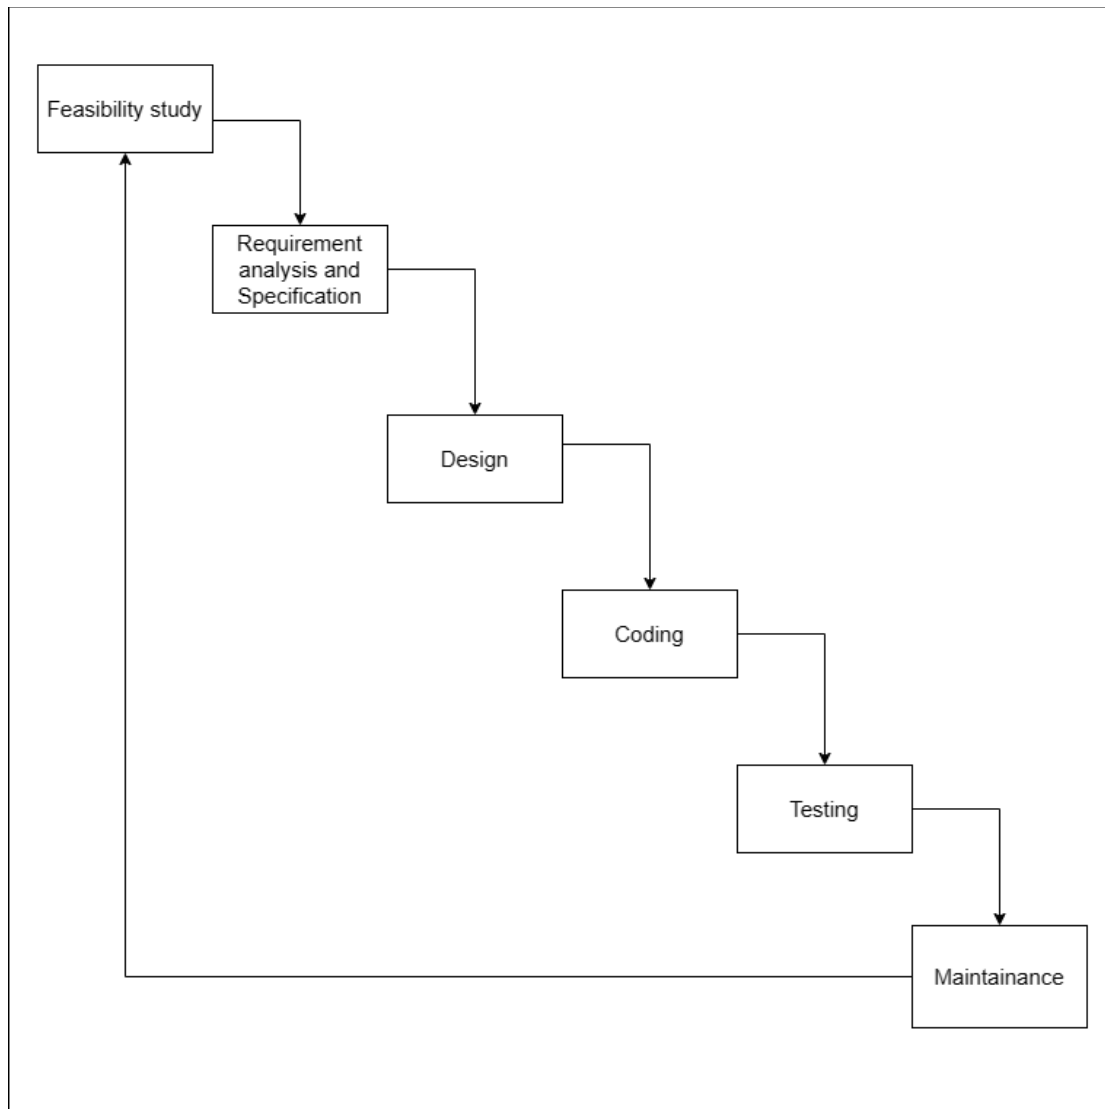 Feasibility study
Requirement
analysis and
Specification
Design
Coding
Testing
Maintainance